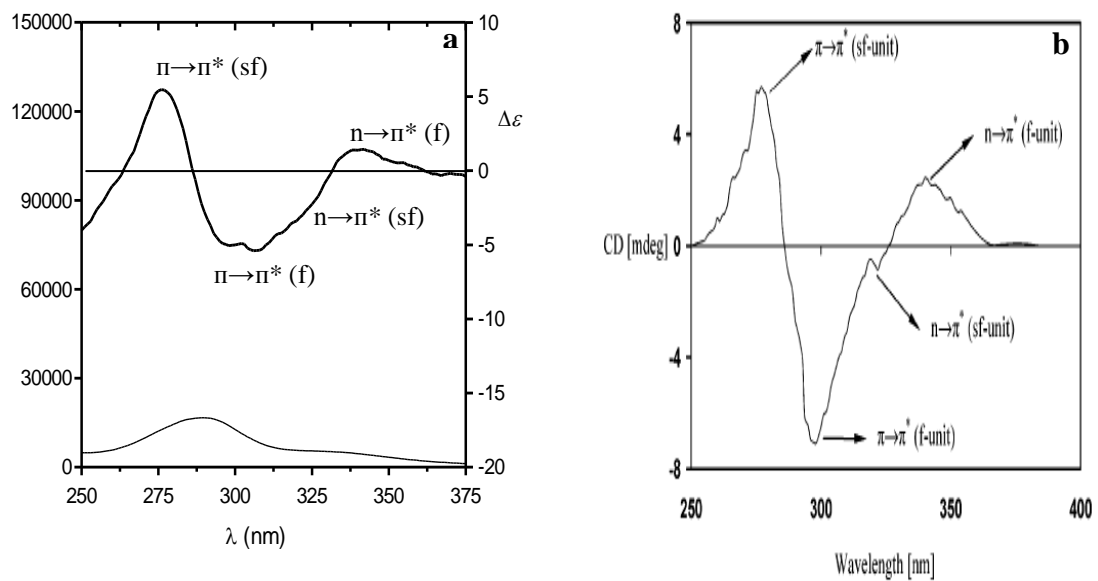 a
150000
120000
90000
60000
30000
0
10
5
0
-5
-10
-15
-20
Δε
π→π* (sf)
n→π* (f)
n→π* (sf)
π→π* (f)
250 275 300 325 350 375
λ (nm)
b
8
4
0
-4
-8
CD [mdeg]
π→π* (sf-unit)
n→π* (f-unit)
n→π* (sf-unit)
π→π* (f-unit)
250 300 350 400
Wavelength [nm]